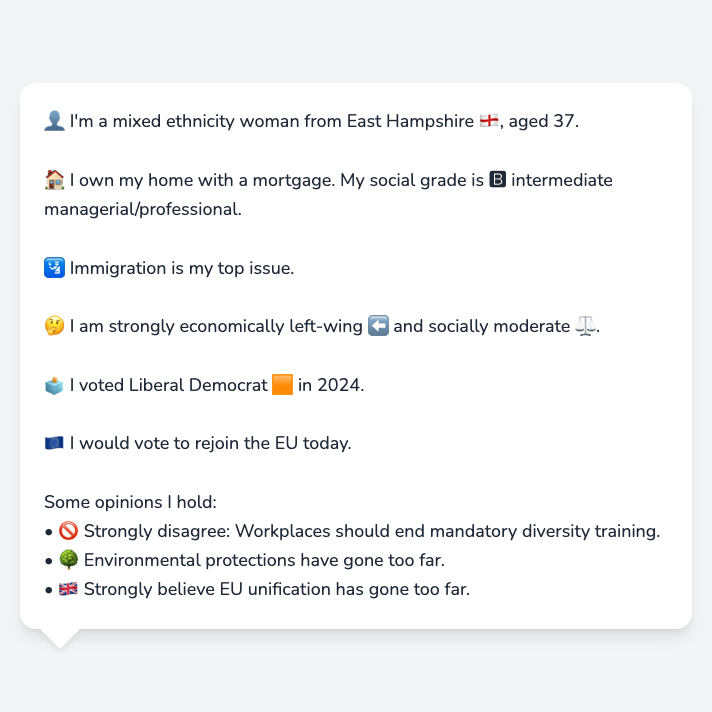 👤 I'm a mixed ethnicity woman from East Hampshire 🏴󠁧󠁢󠁥󠁮󠁧󠁿, aged 37.
🏠 I own my home with a mortgage. My social grade is 🅱 intermediate
managerial/professional.
🛂 Immigration is my top issue.
🤔 I am strongly economically left-wing ⬅️ and socially moderate ⚖️.
🗳️ I voted Liberal Democrat 🟧 in 2024.
🇪🇺 I would vote to rejoin the EU today.
Some opinions I hold:
• 🚫 Strongly disagree: Workplaces should end mandatory diversity training.
• 🌳 Environmental protections have gone too far.
• 🇬🇧 Strongly believe EU unification has gone too far.